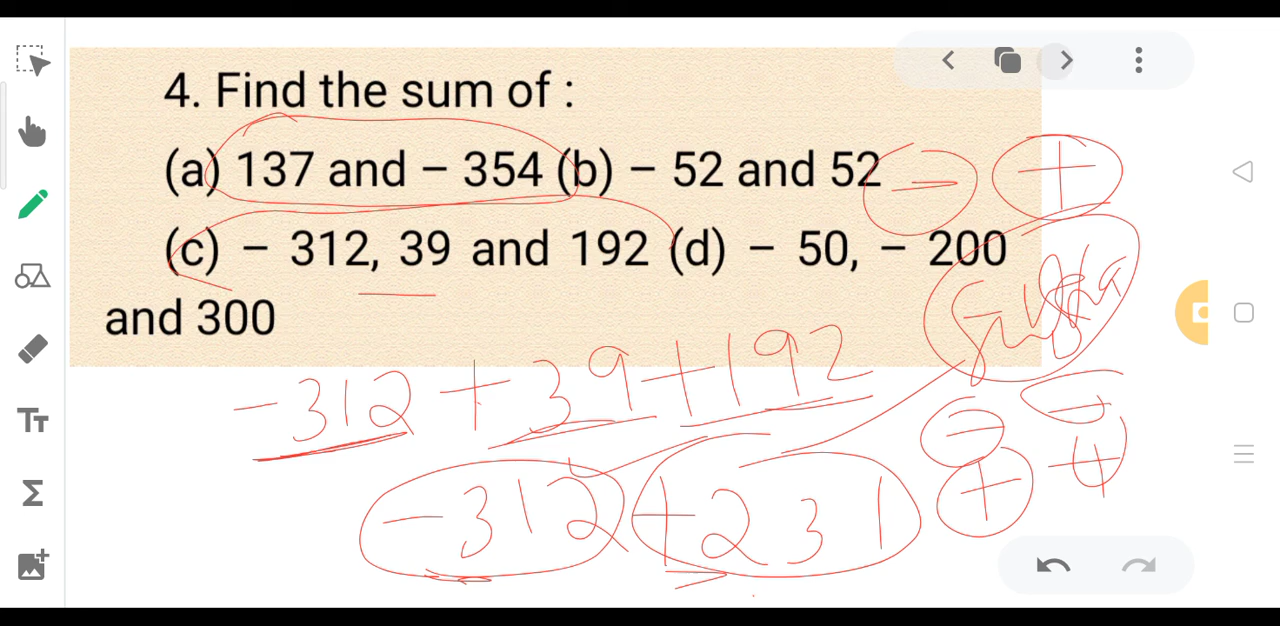 4. Find the sum of :
(a) 137 and – 354 (b) – 52 and 52 – +
(c) – 312, 39 and 192 (d) – 50, – 200
and 300
-312 + 39 + 192
-312 + 231
Tт
Σ